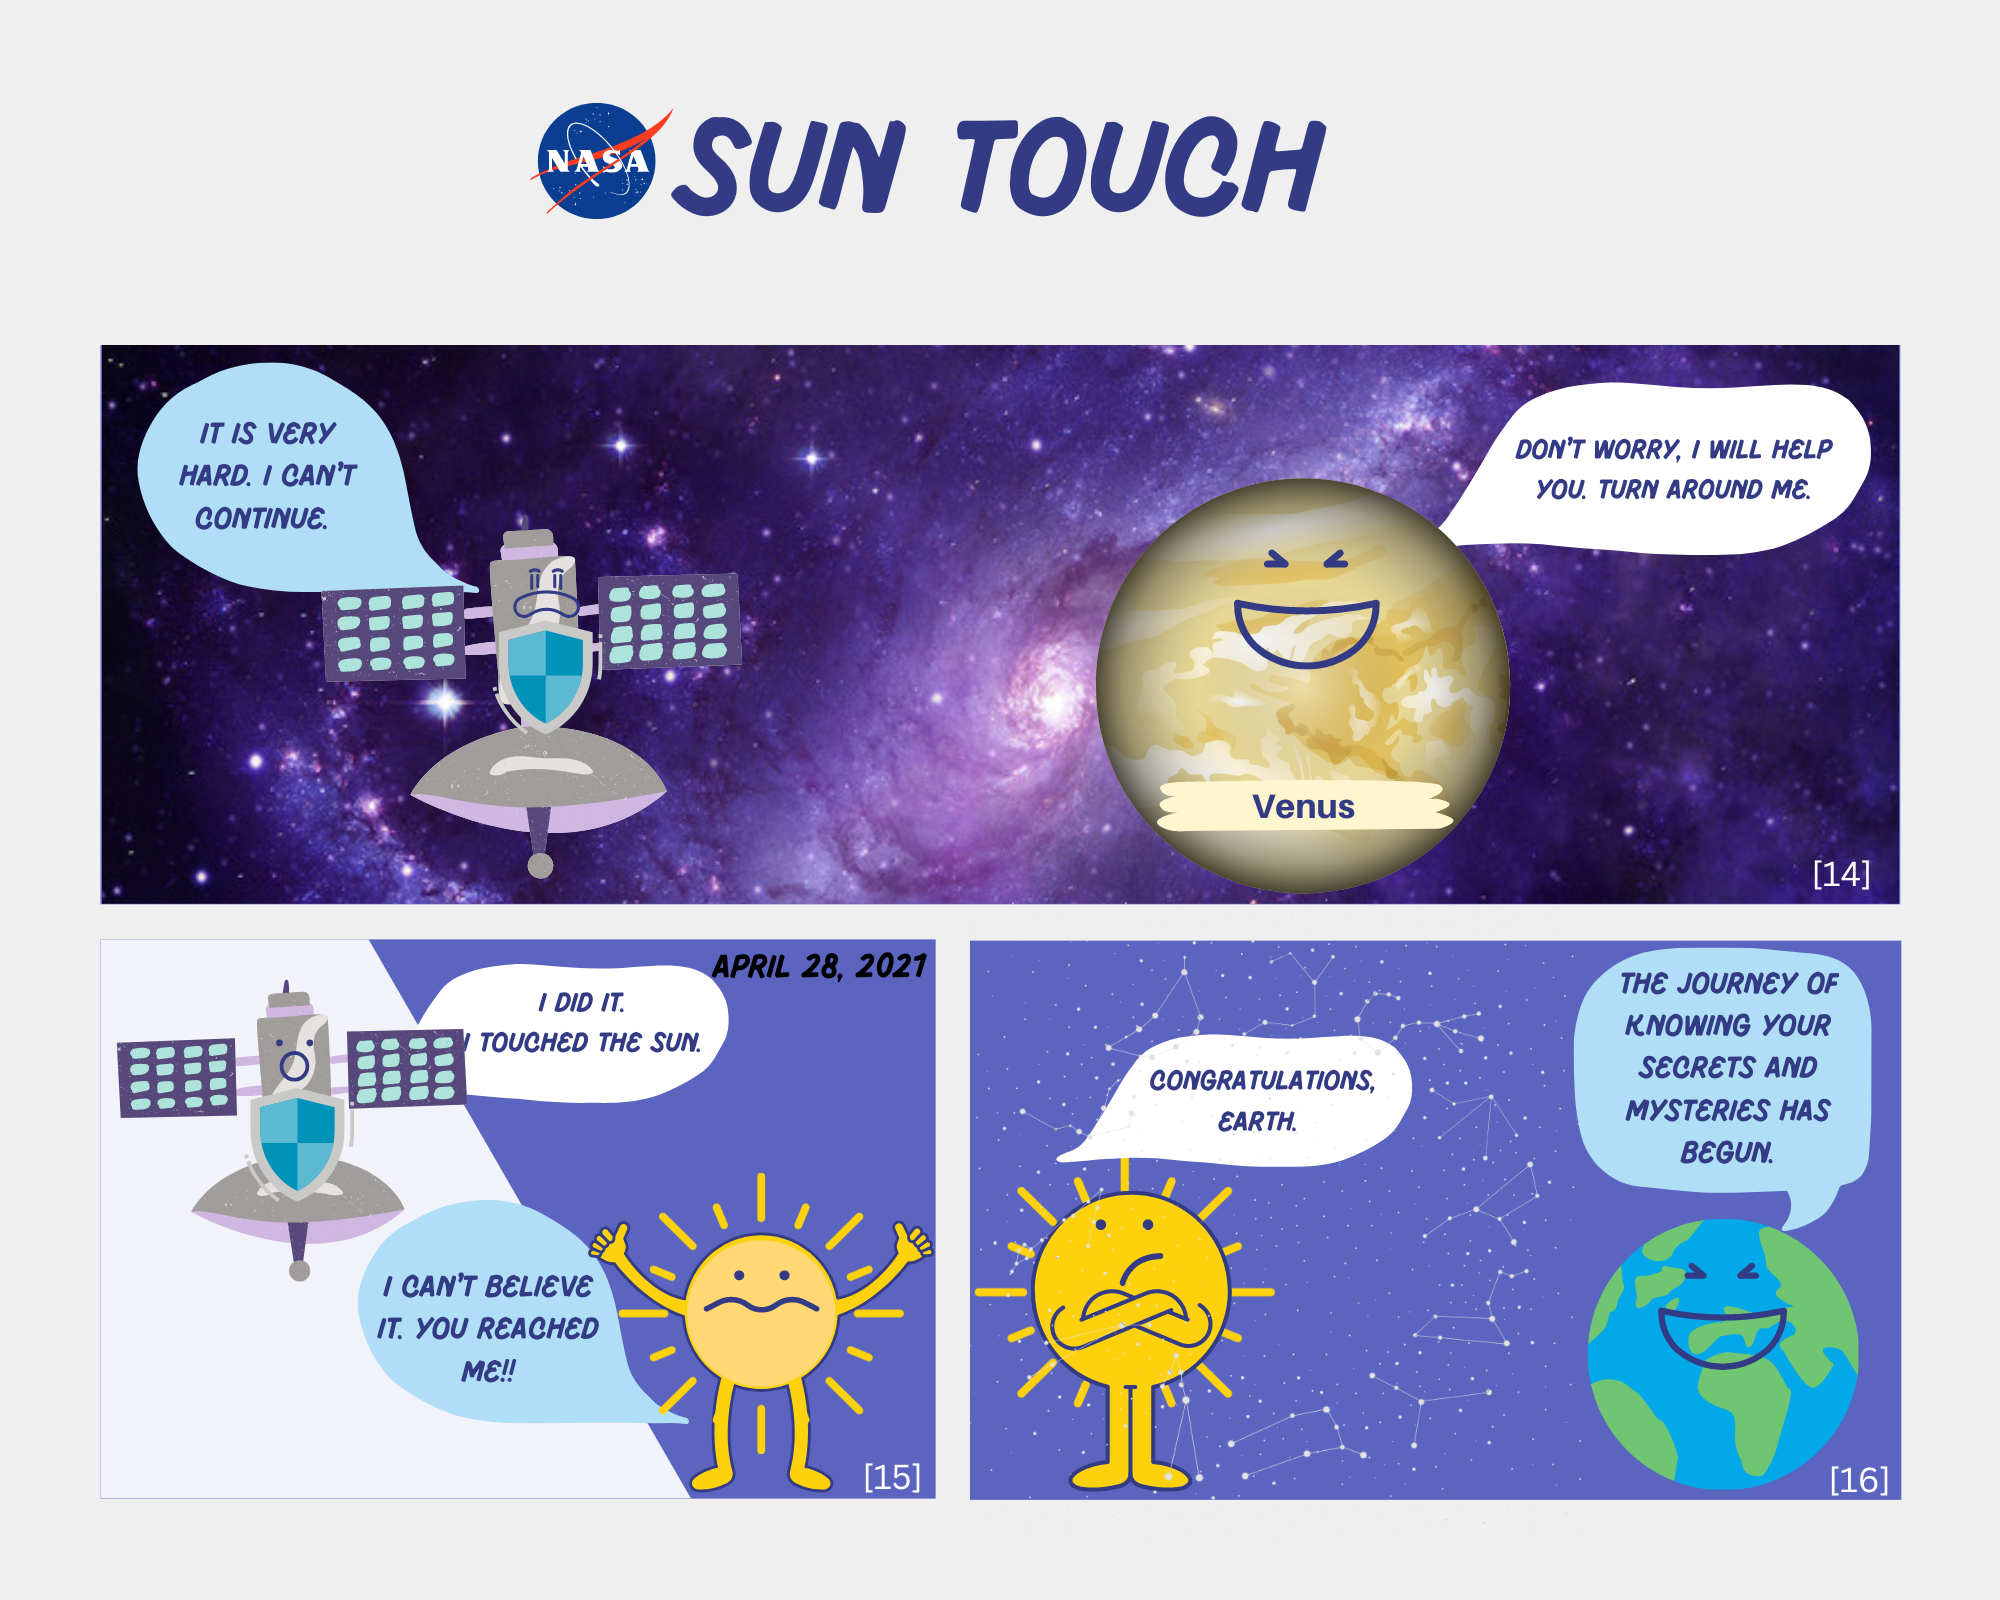 NASA
SUN TOUCH
IT IS VERY
HARD. I CAN'T
CONTINUE.
DON'T WORRY, I WILL HELP
YOU. TURN AROUND ME.
Venus
[14]
APRIL 28, 2021
I DID IT.
I TOUCHED THE SUN.
I CAN'T BELIEVE
IT. YOU REACHED
ME!!
[15]
CONGRATULATIONS,
EARTH.
THE JOURNEY OF
KNOWING YOUR
SECRETS AND
MYSTERIES HAS
BEGUN.
[16]